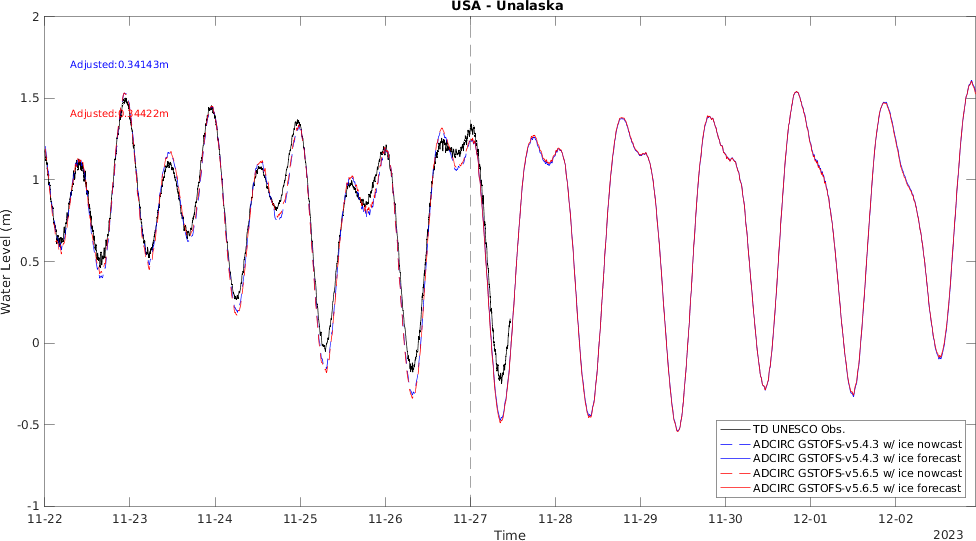 USA - Unalaska
2
1.5
1
0.5
0
-0.5
-1
Water Level (m)
Adjusted:0.34143m
Adjusted:0.34422m
TD UNESCO Obs.
ADCIRC GSTOFS-v5.4.3 w/ ice nowcast
ADCIRC GSTOFS-v5.4.3 w/ ice forecast
ADCIRC GSTOFS-v5.6.5 w/ ice nowcast
ADCIRC GSTOFS-v5.6.5 w/ ice forecast
11-22 11-23 11-24 11-25 11-26 11-27 11-28 11-29 11-30 12-01 12-02
Time
2023